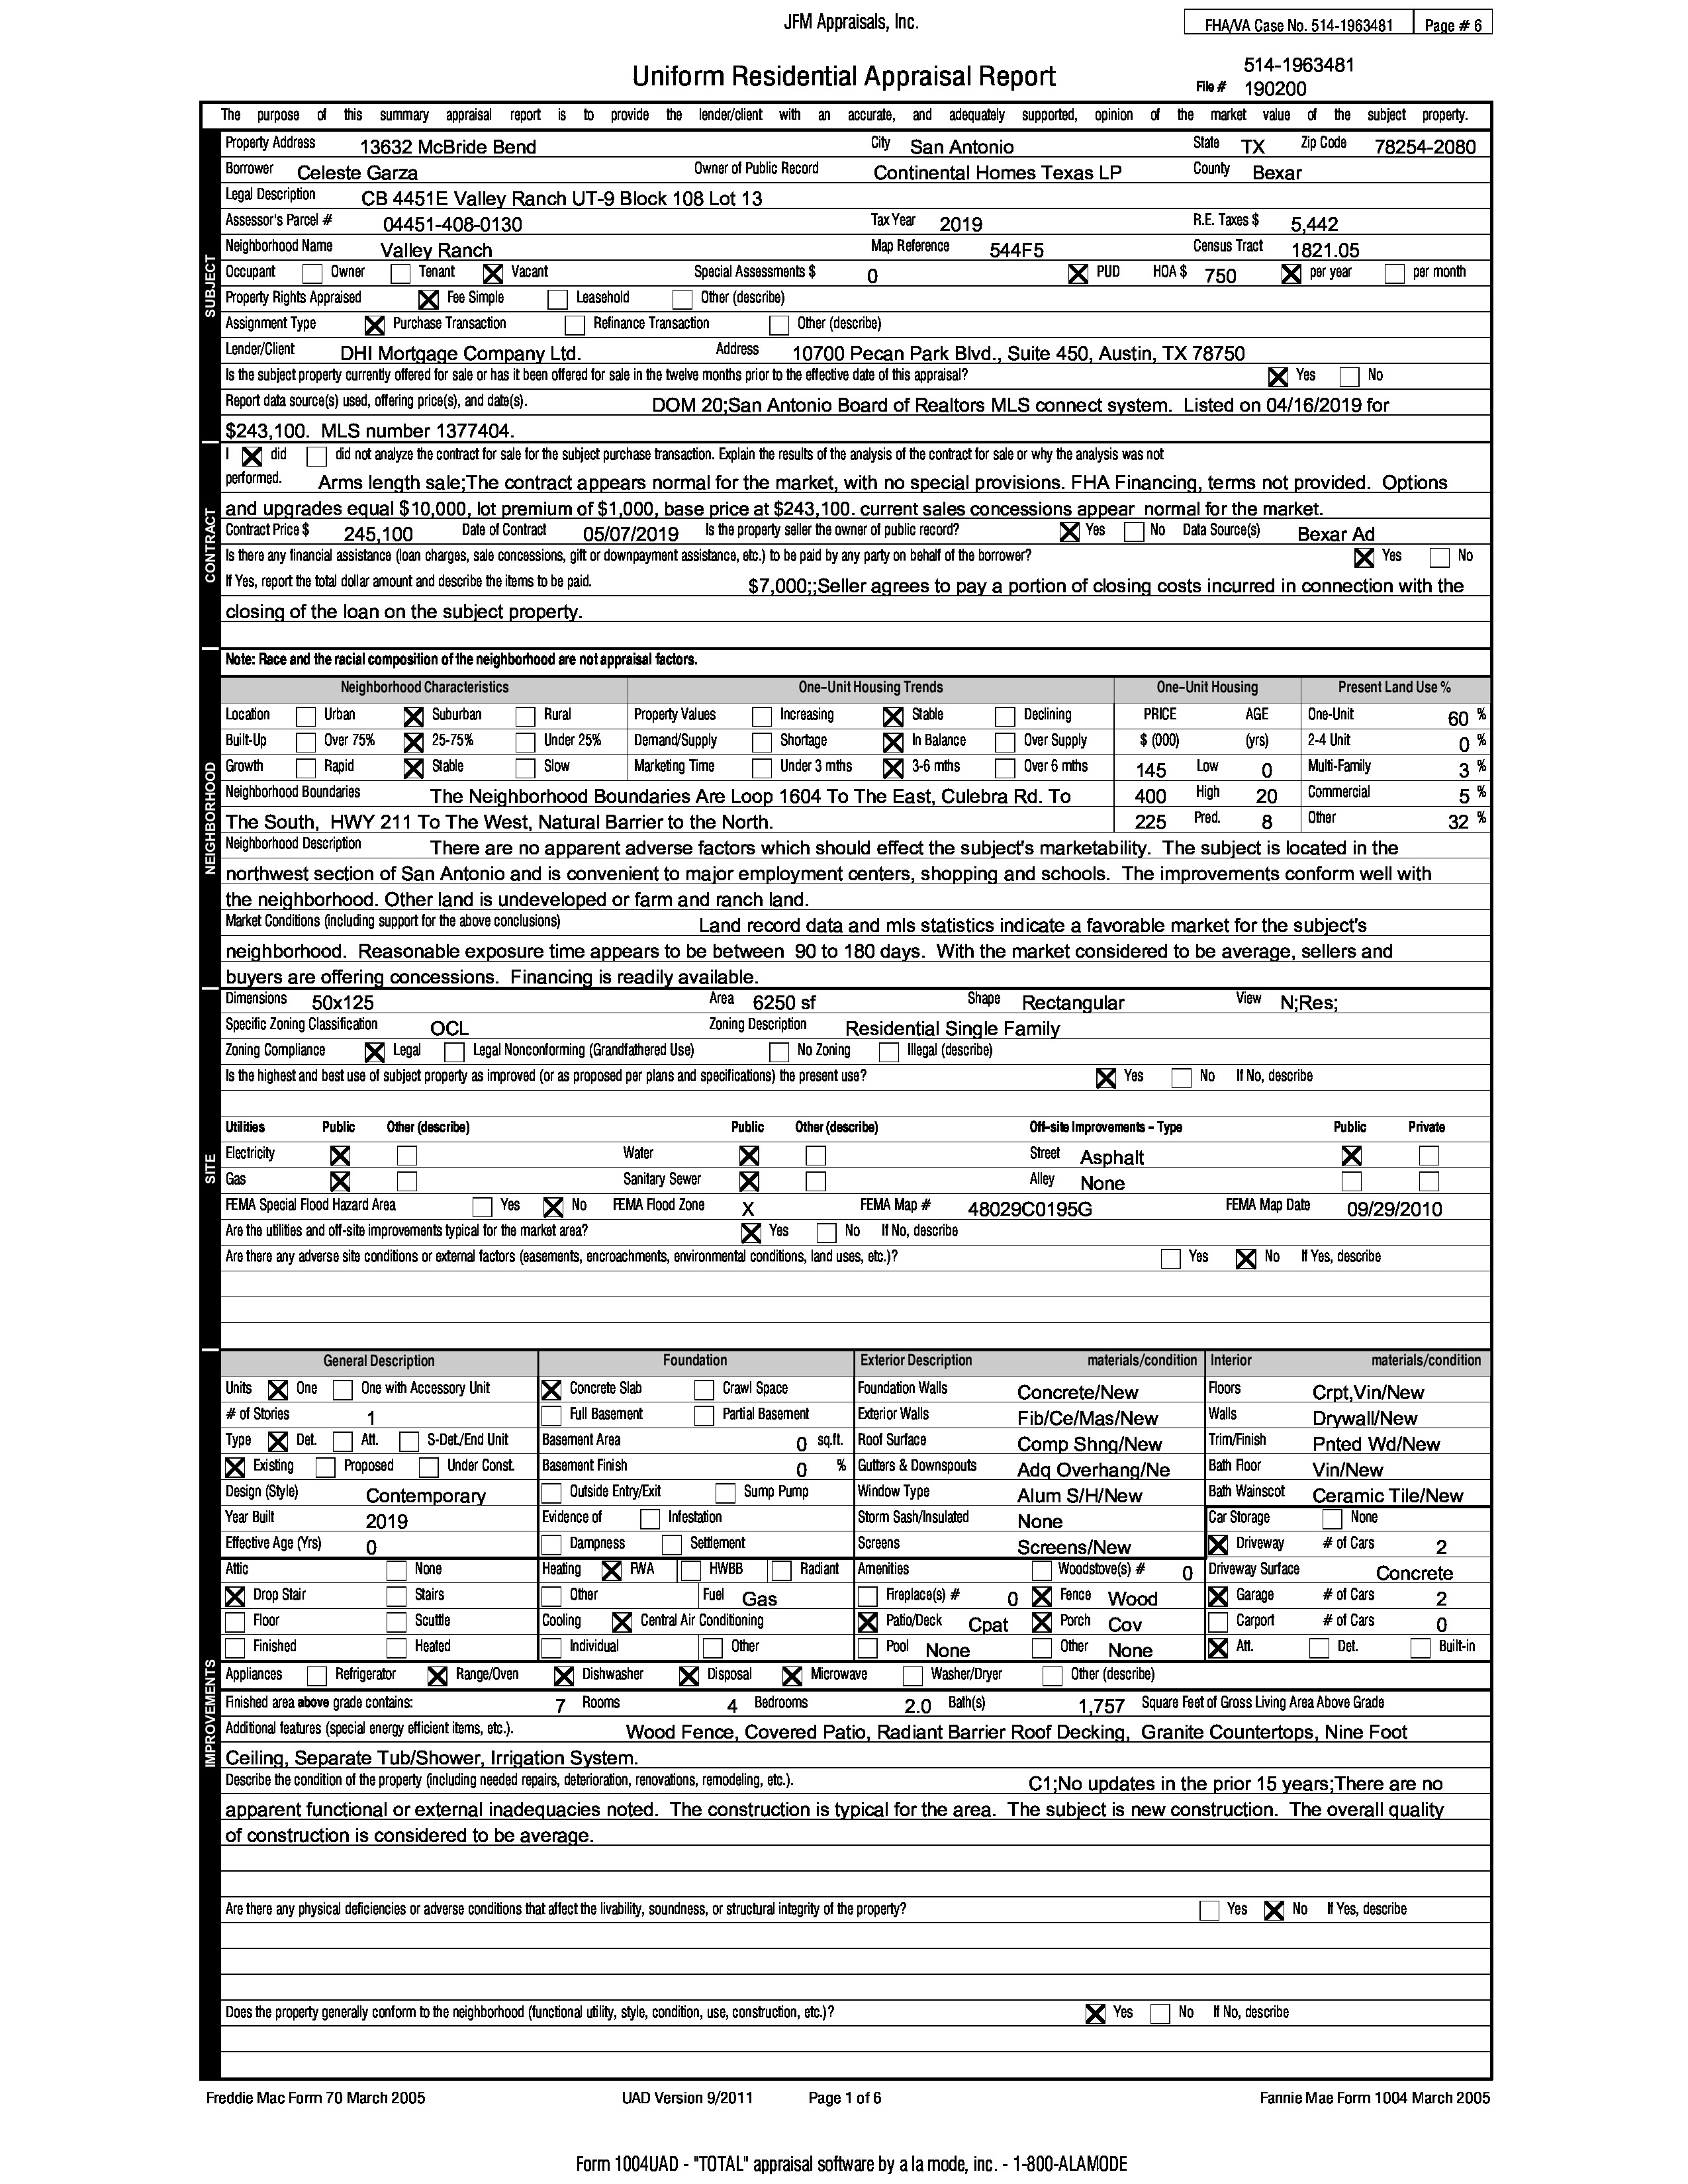 JFM Appraisals, Inc.
FHA/VA Case No. 514-1963481 Page # 6
Uniform Residential Appraisal Report
514-1963481
File # 190200
The purpose of this summary appraisal report is to provide the lender/client with an accurate, and adequately supported, opinion of the market value of the subject property.
SUBJECT
Property Address 13632 McBride Bend City San Antonio State TX Zip Code 78254-2080
Borrower Celeste Garza Owner of Public Record Continental Homes Texas LP County Bexar
Legal Description CB 4451E Valley Ranch UT-9 Block 108 Lot 13
Assessor's Parcel # 04451-408-0130 Tax Year 2019 R.E. Taxes $ 5,442
Neighborhood Name Valley Ranch Map Reference 544F5 Census Tract 1821.05
Occupant Owner Tenant X Vacant Special Assessments $ 0 X PUD HOA $ 750 X per year per month
Property Rights Appraised X Fee Simple Leasehold Other (describe)
Assignment Type X Purchase Transaction Refinance Transaction Other (describe)
Lender/Client DHI Mortgage Company Ltd. Address 10700 Pecan Park Blvd., Suite 450, Austin, TX 78750
Is the subject property currently offered for sale or has it been offered for sale in the twelve months prior to the effective date of this appraisal? X Yes No
Report data source(s) used, offering price(s), and date(s). DOM 20;San Antonio Board of Realtors MLS connect system. Listed on 04/16/2019 for
$243,100. MLS number 1377404.
CONTRACT
I X did did not analyze the contract for sale for the subject purchase transaction. Explain the results of the analysis of the contract for sale or why the analysis was not
performed. Arms length sale;The contract appears normal for the market, with no special provisions. FHA Financing, terms not provided. Options
and upgrades equal $10,000, lot premium of $1,000, base price at $243,100. current sales concessions appear normal for the market.
Contract Price $ 245,100 Date of Contract 05/07/2019 Is the property seller the owner of public record? X Yes No Data Source(s) Bexar Ad
Is there any financial assistance (loan charges, sale concessions, gift or downpayment assistance, etc.) to be paid by any party on behalf of the borrower? X Yes No
If Yes, report the total dollar amount and describe the items to be paid. $7,000;;Seller agrees to pay a portion of closing costs incurred in connection with the
closing of the loan on the subject property.
NEIGHBORHOOD
Note: Race and the racial composition of the neighborhood are not appraisal factors.
Neighborhood Characteristics One-Unit Housing Trends One-Unit Housing Present Land Use %
Location Urban X Suburban Rural Property Values Increasing X Stable Declining PRICE AGE One-Unit 60 %
Built-Up Over 75% X 25-75% Under 25% Demand/Supply Shortage X In Balance Over Supply $ (000) (yrs) 2-4 Unit 0 %
Growth Rapid X Stable Slow Marketing Time Under 3 mths X 3-6 mths Over 6 mths 145 Low 0 Multi-Family 3 %
Neighborhood Boundaries The Neighborhood Boundaries Are Loop 1604 To The East, Culebra Rd. To 400 High 20 Commercial 5 %
The South, HWY 211 To The West, Natural Barrier to the North. 225 Pred. 8 Other 32 %
Neighborhood Description There are no apparent adverse factors which should effect the subject's marketability. The subject is located in the
northwest section of San Antonio and is convenient to major employment centers, shopping and schools. The improvements conform well with
the neighborhood. Other land is undeveloped or farm and ranch land.
Market Conditions (including support for the above conclusions) Land record data and mls statistics indicate a favorable market for the subject's
neighborhood. Reasonable exposure time appears to be between 90 to 180 days. With the market considered to be average, sellers and
buyers are offering concessions. Financing is readily available.
SITE
Dimensions 50x125 Area 6250 sf Shape Rectangular View N;Res;
Specific Zoning Classification OCL Zoning Description Residential Single Family
Zoning Compliance X Legal Legal Nonconforming (Grandfathered Use) No Zoning Illegal (describe)
Is the highest and best use of subject property as improved (or as proposed per plans and specifications) the present use? X Yes No If No, describe
Utilities Public Other (describe) Public Other (describe) Off-site Improvements - Type Public Private
Electricity X Water X Street Asphalt X
Gas X Sanitary Sewer X Alley None
FEMA Special Flood Hazard Area Yes X No FEMA Flood Zone X FEMA Map # 48029C0195G FEMA Map Date 09/29/2010
Are the utilities and off-site improvements typical for the market area? X Yes No If No, describe
Are there any adverse site conditions or external factors (easements, encroachments, environmental conditions, land uses, etc.)? Yes X No If Yes, describe
IMPROVEMENTS
General Description Foundation Exterior Description materials/condition Interior materials/condition
Units X One One with Accessory Unit X Concrete Slab Crawl Space Foundation Walls Concrete/New Floors Crpt,Vin/New
# of Stories 1 Full Basement Partial Basement Exterior Walls Fib/Ce/Mas/New Walls Drywall/New
Type X Det. Att. S-Det./End Unit Basement Area 0 sq.ft. Roof Surface Comp Shng/New Trim/Finish Pnted Wd/New
X Existing Proposed Under Const. Basement Finish 0 % Gutters & Downspouts Adq Overhang/Ne Bath Floor Vin/New
Design (Style) Contemporary Outside Entry/Exit Sump Pump Window Type Alum S/H/New Bath Wainscot Ceramic Tile/New
Year Built 2019 Evidence of Infestation Storm Sash/Insulated None Car Storage None
Effective Age (Yrs) 0 Dampness Settlement Screens Screens/New X Driveway # of Cars 2
Attic None Heating X FWA HWBB Radiant Amenities Woodstove(s) # 0 Driveway Surface Concrete
X Drop Stair Stairs Other Fuel Gas Fireplace(s) # 0 X Fence Wood X Garage # of Cars 2
Floor Scuttle Cooling X Central Air Conditioning X Patio/Deck Cpat X Porch Cov Carport # of Cars 0
Finished Heated Individual Other Pool None Other None X Att. Det. Built-in
Appliances Refrigerator X Range/Oven X Dishwasher X Disposal X Microwave Washer/Dryer Other (describe)
Finished area above grade contains: 7 Rooms 4 Bedrooms 2.0 Bath(s) 1,757 Square Feet of Gross Living Area Above Grade
Additional features (special energy efficient items, etc.). Wood Fence, Covered Patio, Radiant Barrier Roof Decking, Granite Countertops, Nine Foot
Ceiling, Separate Tub/Shower, Irrigation System.
Describe the condition of the property (including needed repairs, deterioration, renovations, remodeling, etc.). C1;No updates in the prior 15 years;There are no
apparent functional or external inadequacies noted. The construction is typical for the area. The subject is new construction. The overall quality
of construction is considered to be average.
Are there any physical deficiencies or adverse conditions that affect the livability, soundness, or structural integrity of the property? Yes X No If Yes, describe
Does the property generally conform to the neighborhood (functional utility, style, condition, use, construction, etc.)? X Yes No If No, describe
Freddie Mac Form 70 March 2005 UAD Version 9/2011 Page 1 of 6 Fannie Mae Form 1004 March 2005
Form 1004UAD - "TOTAL" appraisal software by a la mode, inc. - 1-800-ALAMODE